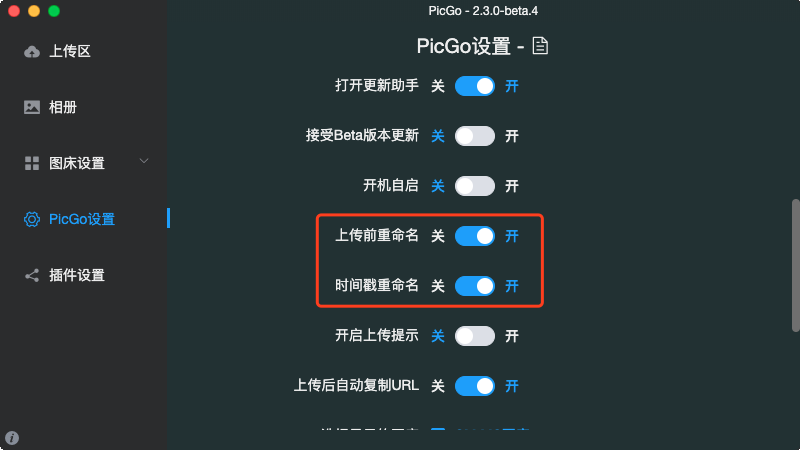 PicGo - 2.3.0-beta.4
上传区
相册
图床设置
PicGo设置
插件设置
PicGo设置 -
打开更新助手 关 开
接受Beta版本更新 关 开
开机自启 关 开
上传前重命名 关 开
时间戳重命名 关 开
开启上传提示 关 开
上传后自动复制URL 关 开